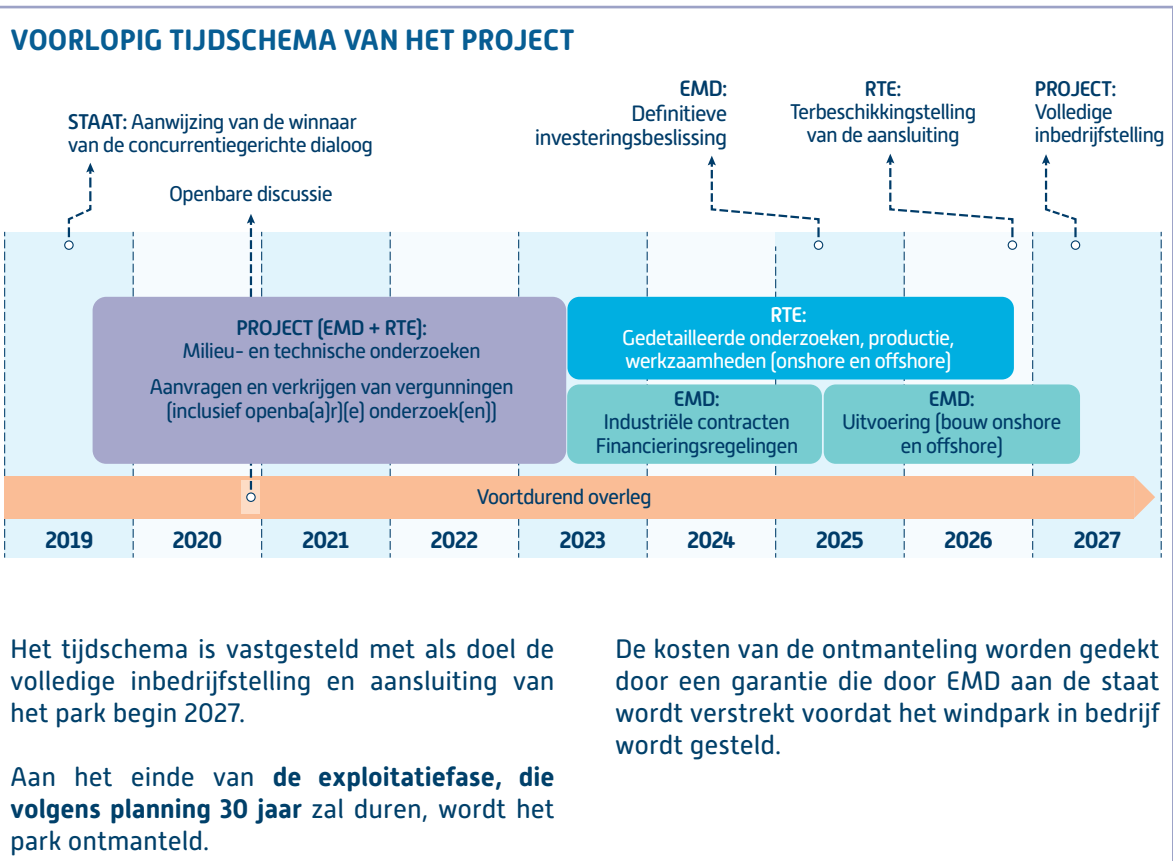 VOORLOPIG TIJDSCHEMA VAN HET PROJECT
STAAT: Aanwijzing van de winnaar
van de concurrentiegerichte dialoog
Openbare discussie
EMD:
Definitieve
investeringsbeslissing
RTE:
Terbeschikkingstelling
van de aansluiting
PROJECT:
Volledige
inbedrijfstelling
PROJECT (EMD + RTE):
Milieu- en technische onderzoeken
Aanvragen en verkrijgen van vergunningen
(inclusief openba(a)r)(e) onderzoek(en))
RTE:
Gedetailleerde onderzoeken, productie,
werkzaamheden (onshore en offshore)
EMD:
Industriële contracten
Financieringsregelingen
EMD:
Uitvoering (bouw onshore
en offshore)
Voortdurend overleg
2019 2020 2021 2022 2023 2024 2025 2026 2027
Het tijdschema is vastgesteld met als doel de
volledige inbedrijfstelling en aansluiting van
het park begin 2027.
Aan het einde van de exploitatiefase, die
volgens planning 30 jaar zal duren, wordt het
park ontmanteld.
De kosten van de ontmanteling worden gedekt
door een garantie die door EMD aan de staat
wordt verstrekt voordat het windpark in bedrijf
wordt gesteld.